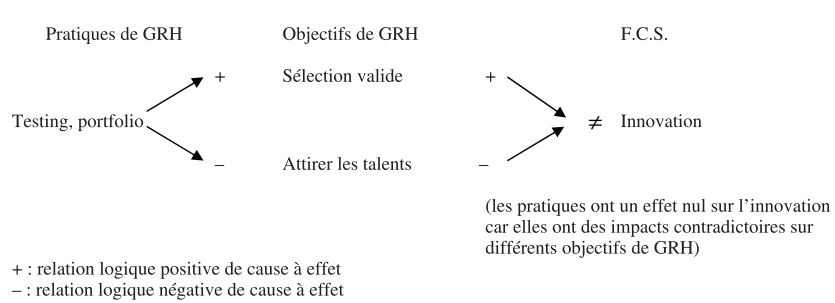 Pratiques de GRH Objectifs de GRH F.C.S.
+ Sélection valide +
Testing, portfolio ≠ Innovation
– Attirer les talents –
(les pratiques ont un effet nul sur l’innovation
car elles ont des impacts contradictoires sur
différents objectifs de GRH)
+ : relation logique positive de cause à effet
– : relation logique négative de cause à effet